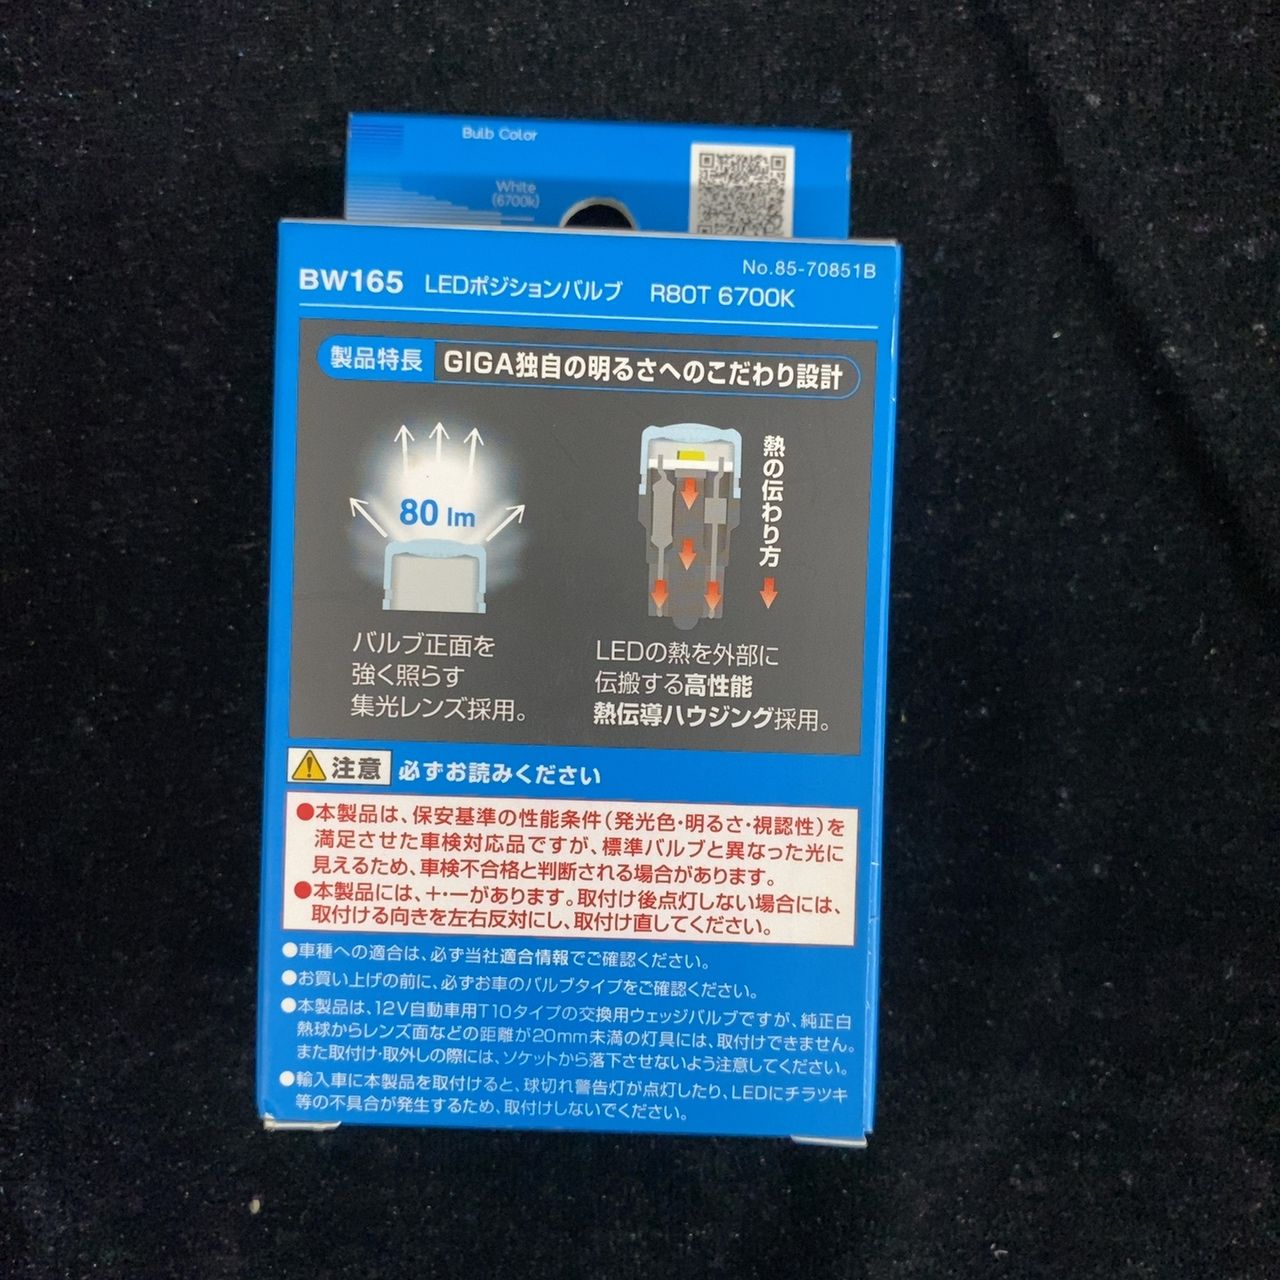 Bulb Color
White
(6700k)
No.85-70851B
BW165 LEDポジションバルブ R80T 6700K
製品特長 GIGA独自の明るさへのこだわり設計
80 lm
熱の伝わり方
バルブ正面を
強く照らす
集光レンズ採用。
LEDの熱を外部に
伝搬する高性能
熱伝導ハウジング採用。
注意 必ずお読みください
●本製品は、保安基準の性能条件(発光色・明るさ・視認性)を
満足させた車検対応品ですが、標準バルブと異なった光に
見えるため、車検不合格と判断される場合があります。
●本製品には、+・ーがあります。取付け後点灯しない場合には、
取付ける向きを左右反対にし、取付け直してください。
●車種への適合は、必ず当社適合情報でご確認ください。
●お買い上げの前に、必ずお車のバルブタイプをご確認ください。
●本製品は、12V自動車用T10タイプの交換用ウェッジバルブですが、純正白
熱球からレンズ面などの距離が20mm未満の灯具には、取付けできません。
また取付け・取外しの際には、ソケットから落下させないよう注意してください。
●輸入車に本製品を取付けると、球切れ警告灯が点灯したり、LEDにチラツキ
等の不具合が発生するため、取付けしないでください。